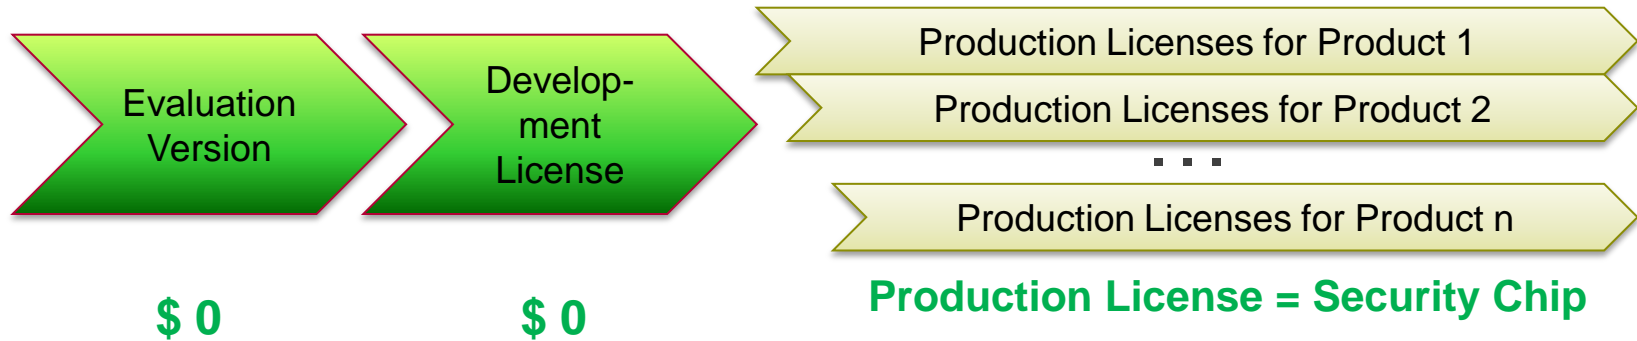 Evaluation
Version
Develop-
ment
License
Production Licenses for Product 1
Production Licenses for Product 2
. . .
Production Licenses for Product n
$ 0
$ 0
Production License = Security Chip